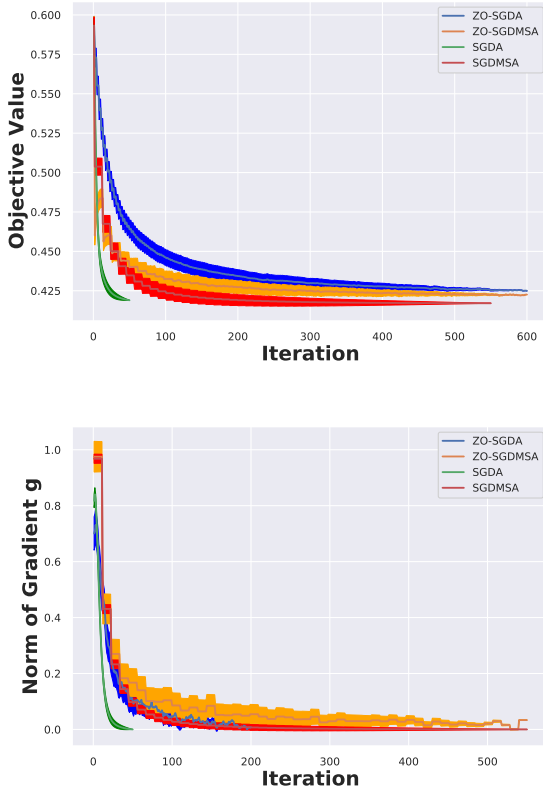 0.600
0.575
0.550
0.525
0.500
0.475
0.450
0.425
Objective Value
ZO-SGDA
ZO-SGDMSA
SGDA
SGDMSA
0 100 200 300 400 500 600
Iteration
1.0
0.8
0.6
0.4
0.2
0.0
Norm of Gradient g
ZO-SGDA
ZO-SGDMSA
SGDA
SGDMSA
0 100 200 300 400 500
Iteration